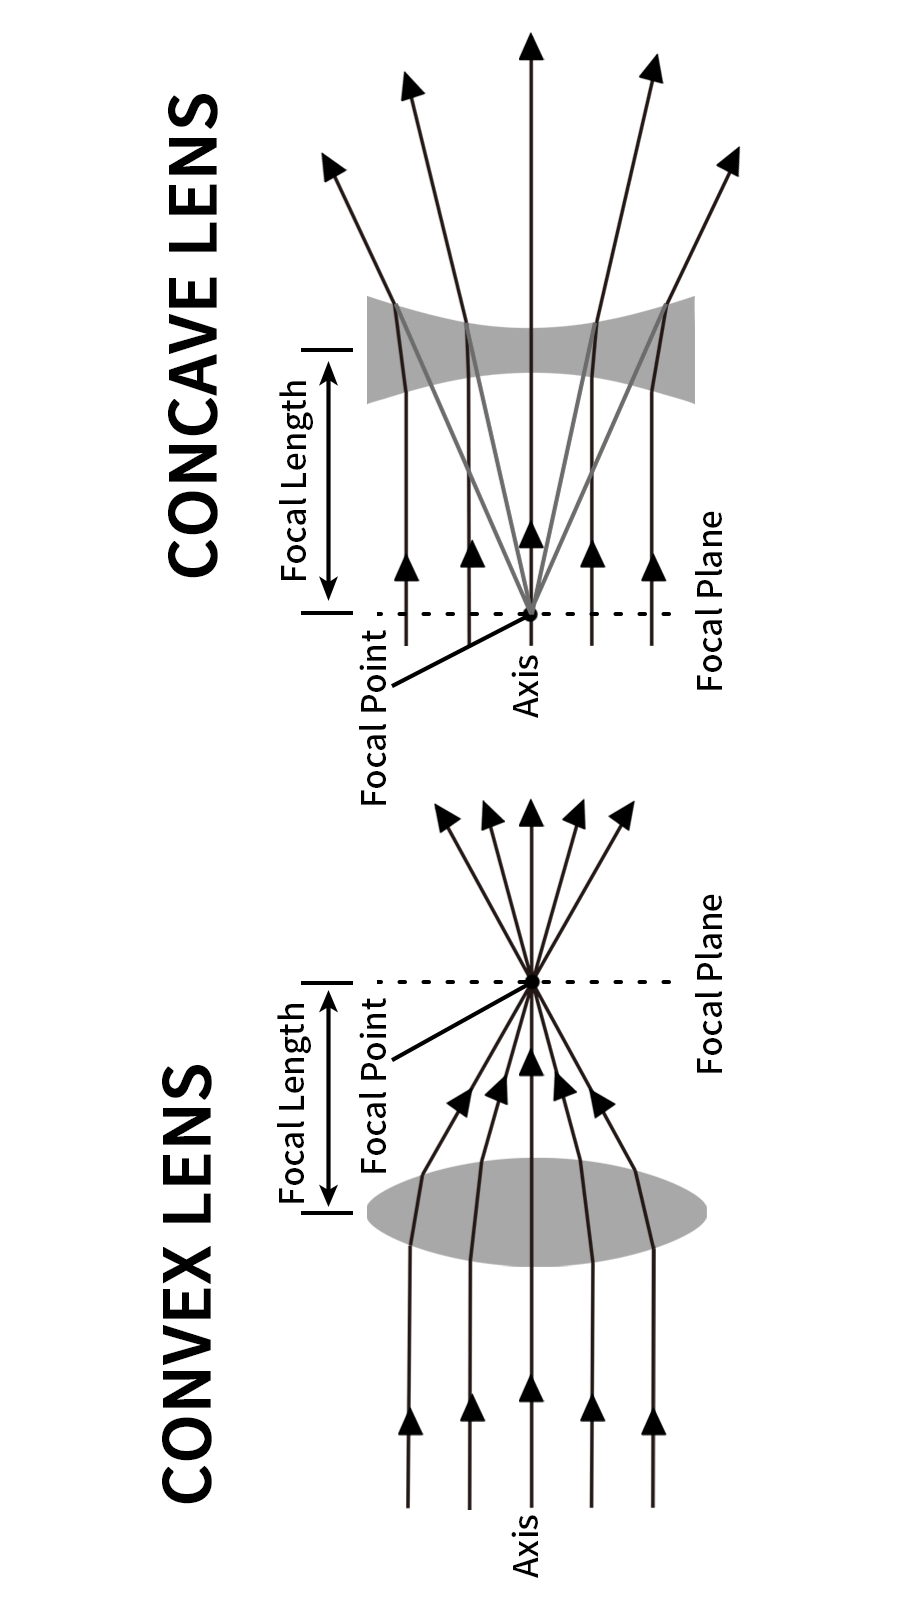 CONVEX LENS
Focal Length
Focal Point
Axis
Focal Plane
CONCAVE LENS
Focal Length
Focal Point
Axis
Focal Plane